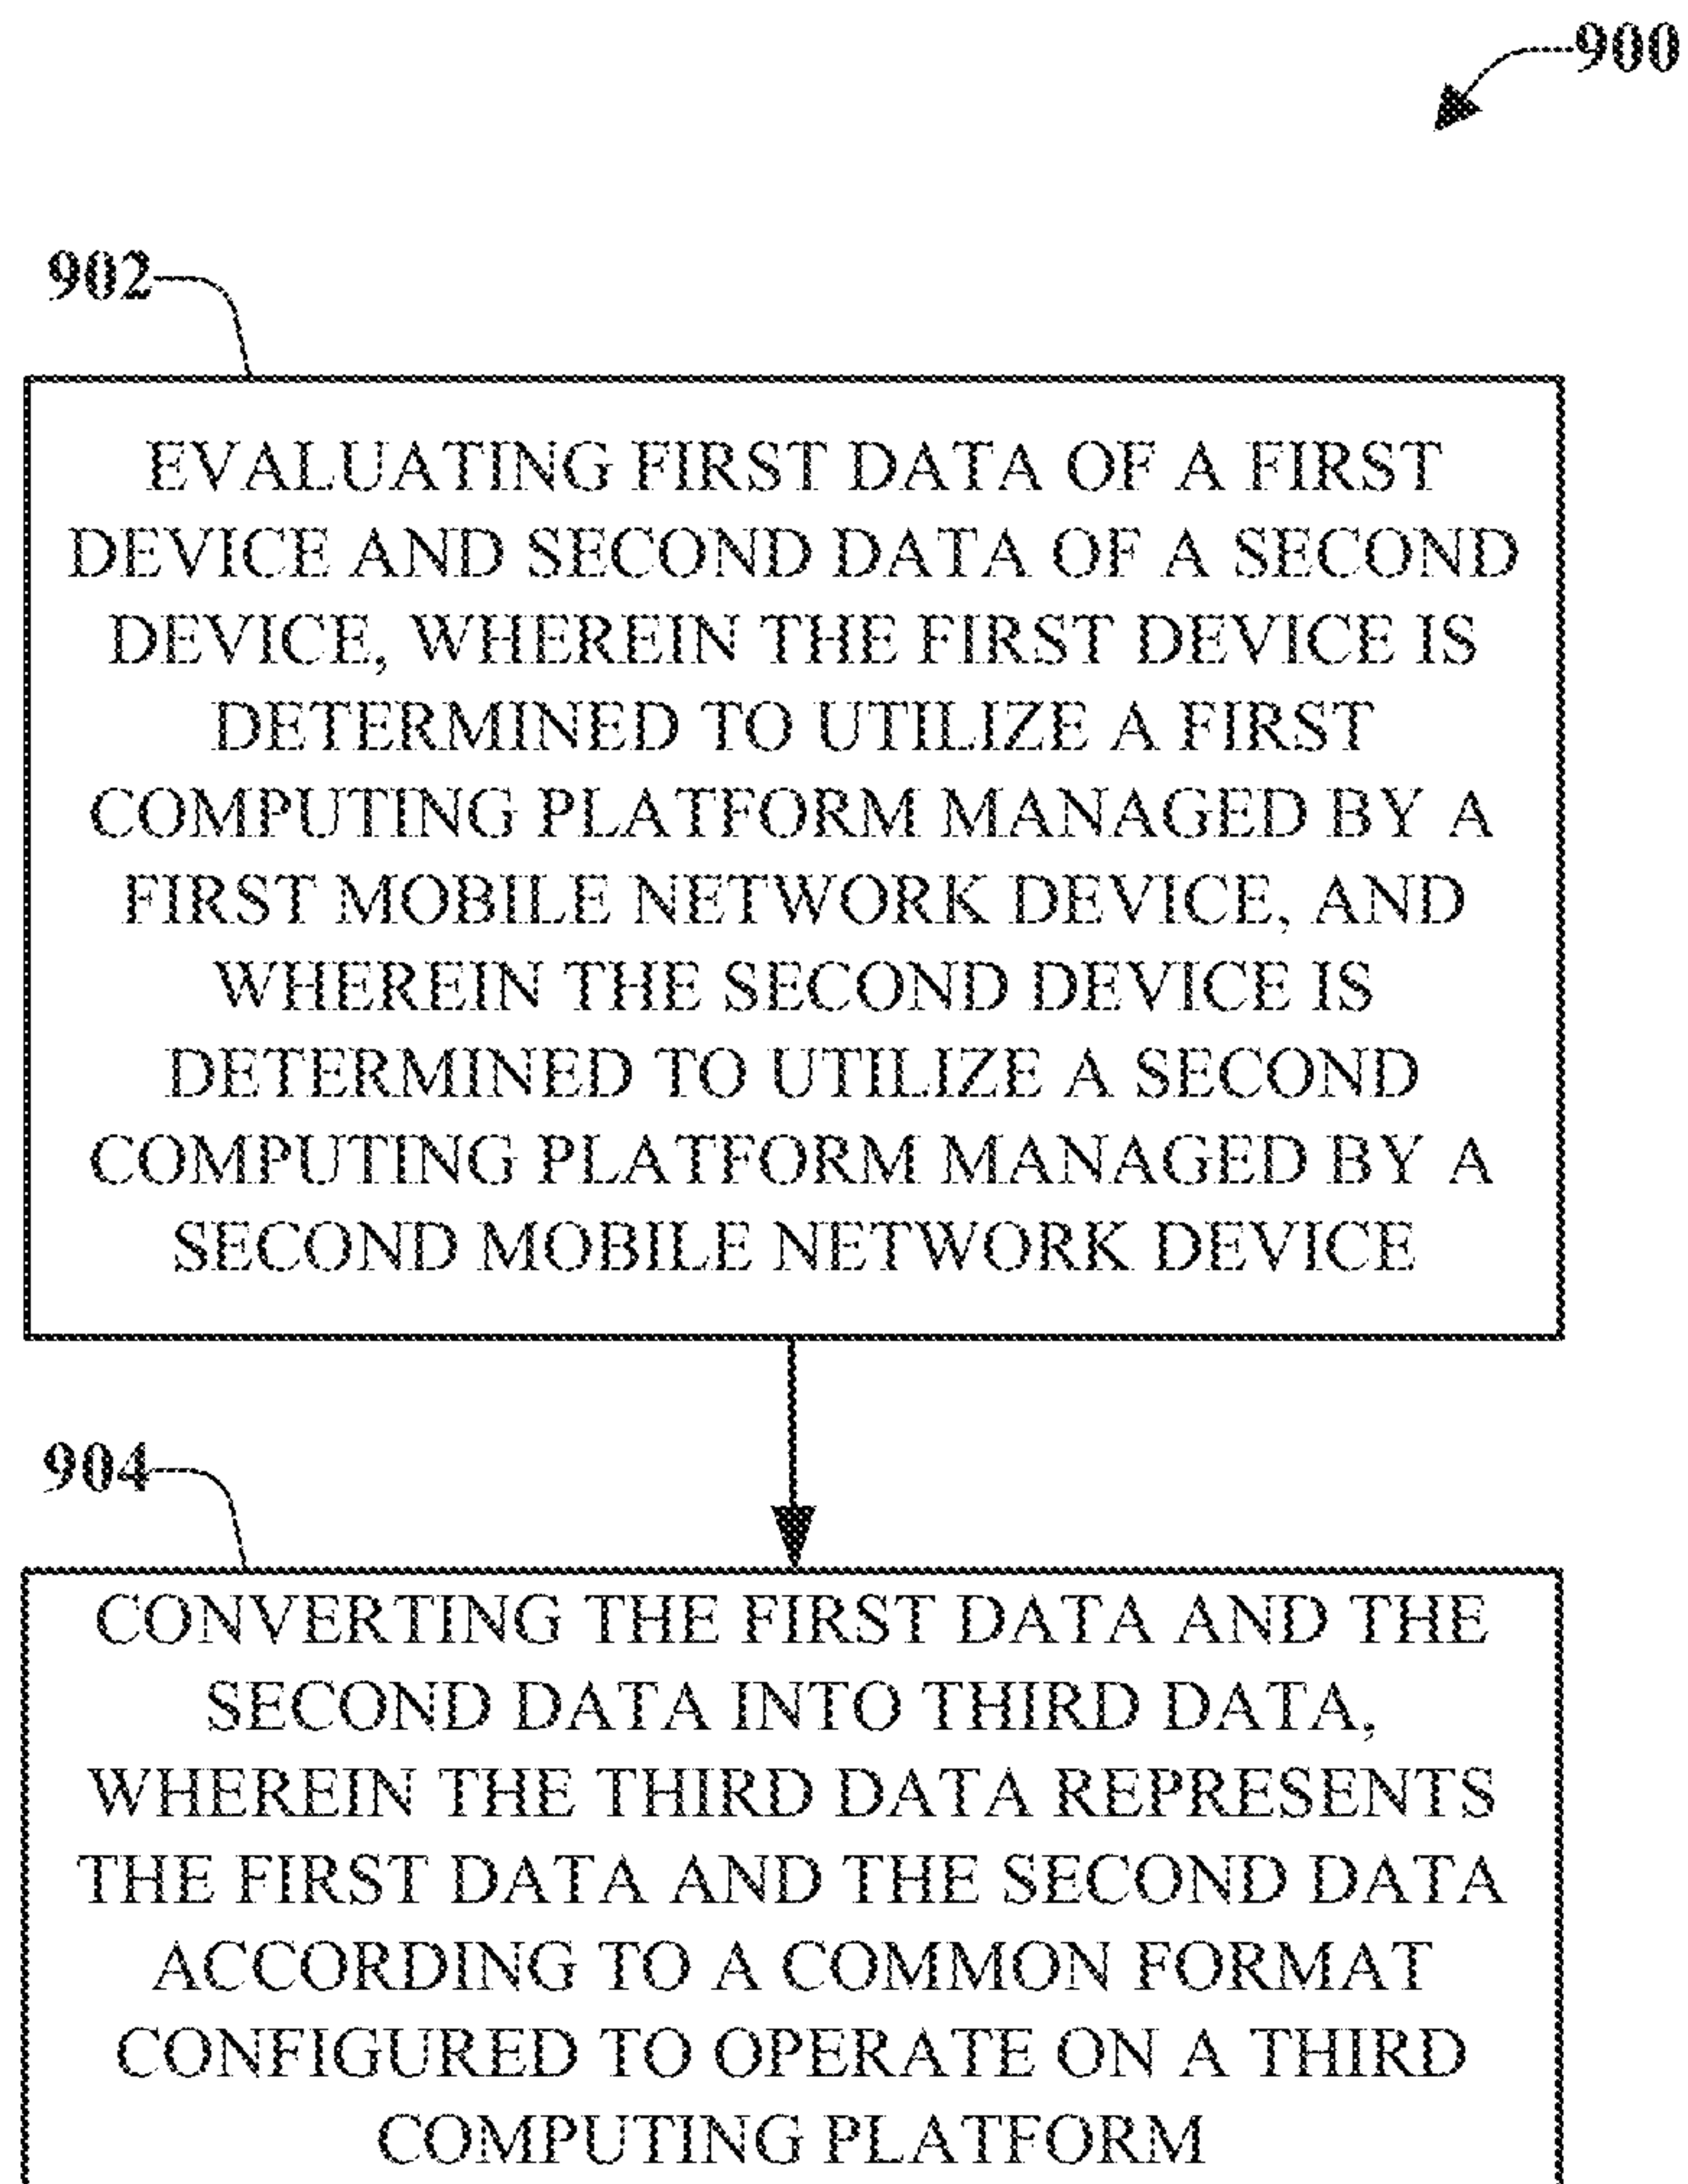 900
902
EVALUATING FIRST DATA OF A FIRST
DEVICE AND SECOND DATA OF A SECOND
DEVICE, WHEREIN THE FIRST DEVICE IS
DETERMINED TO UTILIZE A FIRST
COMPUTING PLATFORM MANAGED BY A
FIRST MOBILE NETWORK DEVICE, AND
WHEREIN THE SECOND DEVICE IS
DETERMINED TO UTILIZE A SECOND
COMPUTING PLATFORM MANAGED BY A
SECOND MOBILE NETWORK DEVICE
904
CONVERTING THE FIRST DATA AND THE
SECOND DATA INTO THIRD DATA,
WHEREIN THE THIRD DATA REPRESENTS
THE FIRST DATA AND THE SECOND DATA
ACCORDING TO A COMMON FORMAT
CONFIGURED TO OPERATE ON A THIRD
COMPUTING PLATFORM